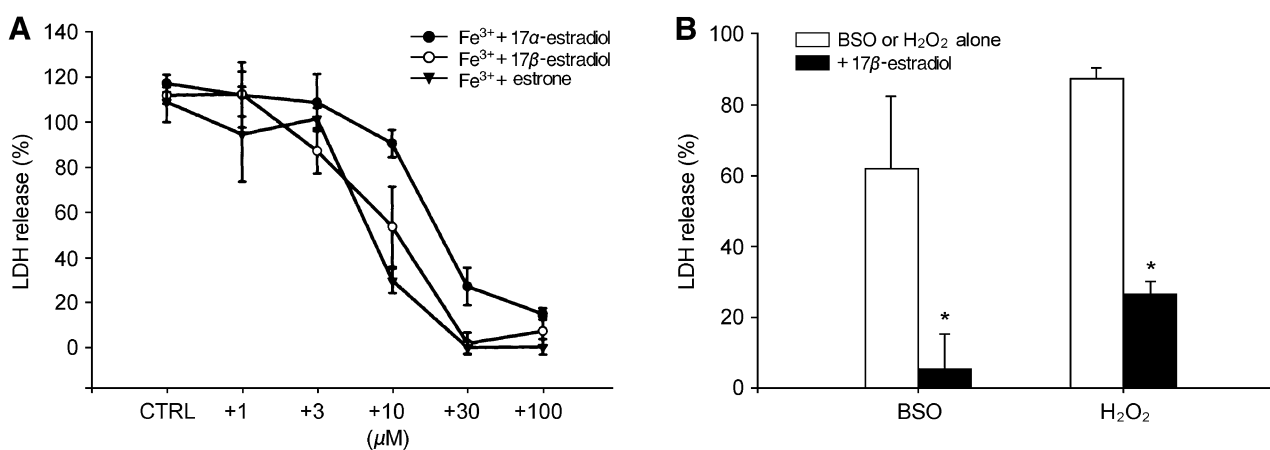 A
140
120
100
80
60
40
20
0
LDH release (%)
Fe³⁺ + 17α-estradiol
Fe³⁺ + 17β-estradiol
Fe³⁺ + estrone
CTRL +1 +3 +10 +30 +100
(µM)
B
100
80
60
40
20
0
LDH release (%)
BSO or H₂O₂ alone
+ 17β-estradiol
*
*
BSO H₂O₂